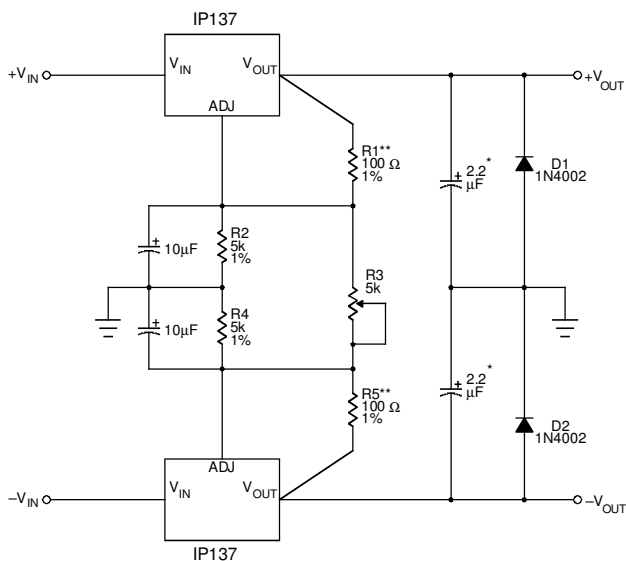 IP137
+VIN
VIN
VOUT
ADJ
+VOUT
R1**
100 Ω
1%
2.2*
µF
D1
1N4002
10µF
R2
5k
1%
R3
5k
10µF
R4
5k
1%
R5**
100 Ω
1%
2.2*
µF
D2
1N4002
ADJ
–VIN
VIN
VOUT
–VOUT
IP137